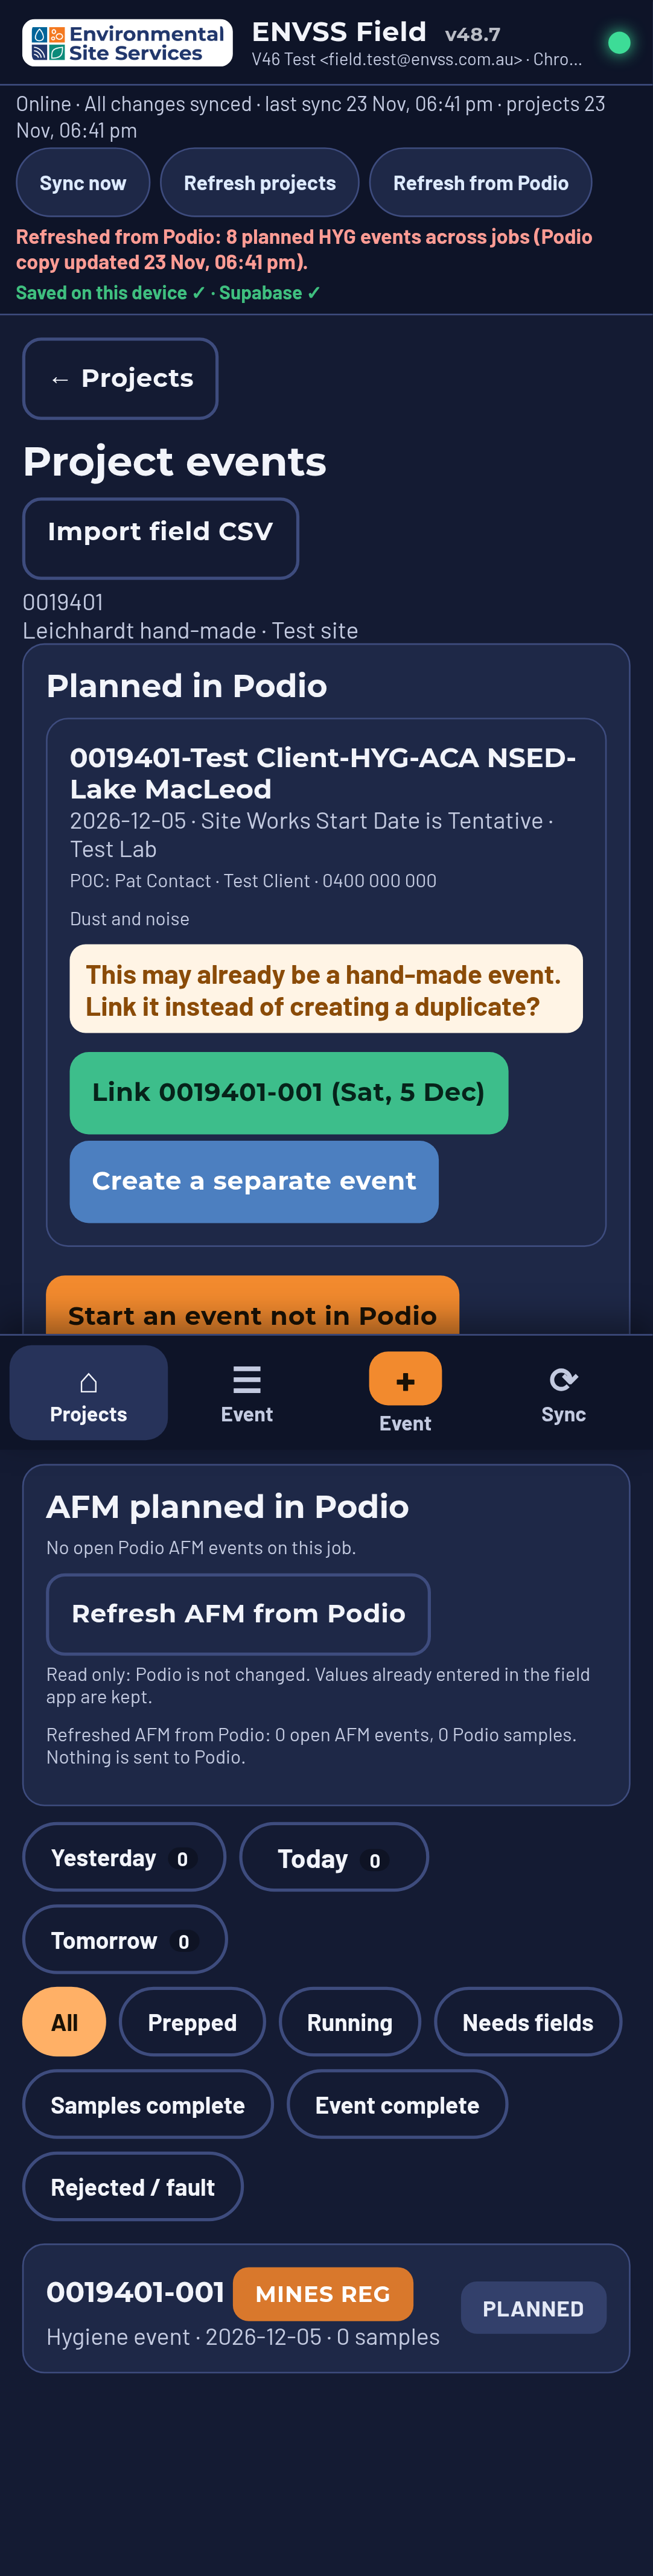 Environmental
Site Services
ENVSS Field v48.7
V46 Test <field.test@envss.com.au> · Chro...
Online · All changes synced · last sync 23 Nov, 06:41 pm · projects 23
Nov, 06:41 pm
Sync now
Refresh projects
Refresh from Podio
Refreshed from Podio: 8 planned HYG events across jobs (Podio
copy updated 23 Nov, 06:41 pm).
Saved on this device ✓ · Supabase ✓
← Projects
Project events
Import field CSV
0019401
Leichhardt hand-made · Test site
Planned in Podio
0019401-Test Client-HYG-ACA NSED-
Lake MacLeod
2026-12-05 · Site Works Start Date is Tentative ·
Test Lab
POC: Pat Contact · Test Client · 0400 000 000
Dust and noise
This may already be a hand-made event.
Link it instead of creating a duplicate?
Link 0019401-001 (Sat, 5 Dec)
Create a separate event
Start an event not in Podio
Projects
Event
+
Event
Sync
AFM planned in Podio
No open Podio AFM events on this job.
Refresh AFM from Podio
Read only: Podio is not changed. Values already entered in the field
app are kept.
Refreshed AFM from Podio: 0 open AFM events, 0 Podio samples.
Nothing is sent to Podio.
Yesterday 0
Today 0
Tomorrow 0
All
Prepped
Running
Needs fields
Samples complete
Event complete
Rejected / fault
0019401-001 MINES REG
PLANNED
Hygiene event · 2026-12-05 · 0 samples